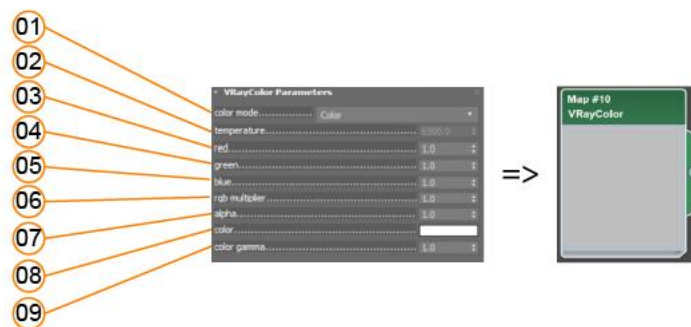 01
02
03
04
05
06
07
08
09
VRayColor Parameters
color mode.................. Color
temperature.................................................. 6500.0
red.................................................. 1.0
green.................................................. 1.0
blue.................................................. 1.0
rgb multiplier.................................................. 1.0
alpha.................................................. 1.0
color..................................................
color gamma.................................................. 1.0
=>
Map #10
VRayColor